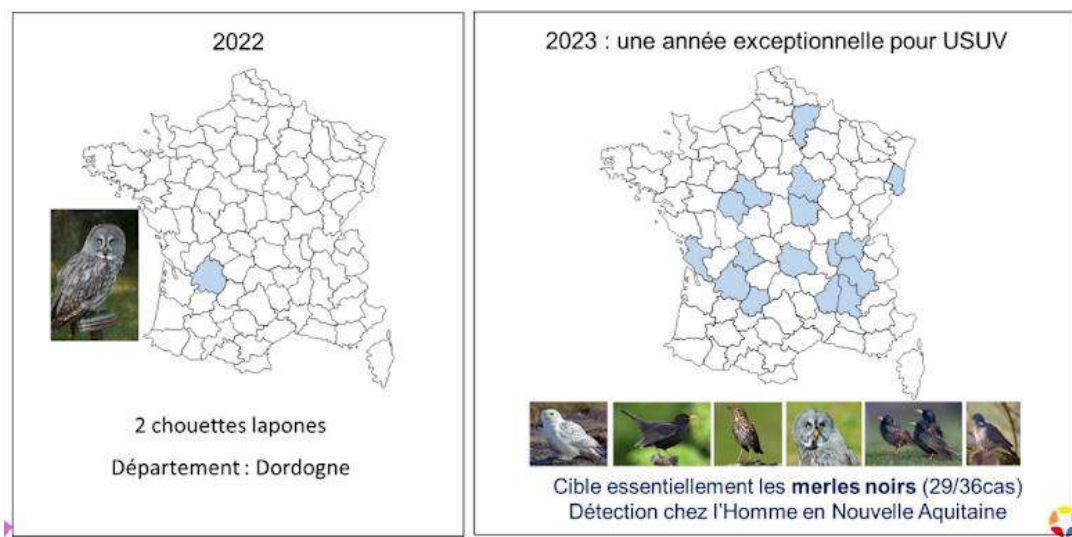 2022
2 chouettes lapones
Département : Dordogne
2023 : une année exceptionnelle pour USUV
Cible essentiellement les merles noirs (29/36cas)
Détection chez l'Homme en Nouvelle Aquitaine